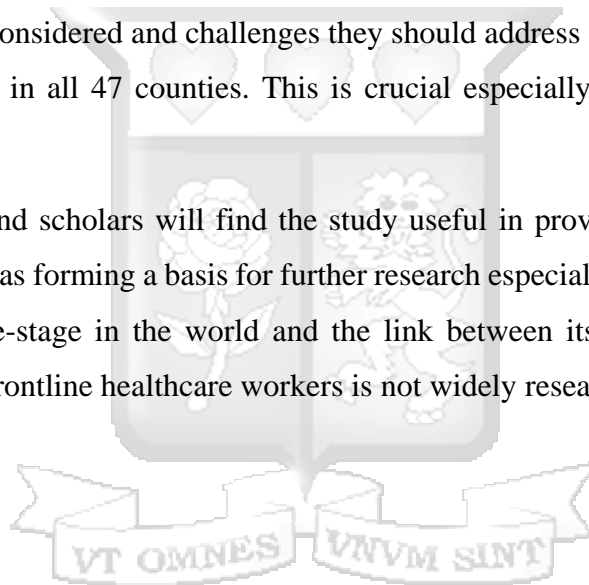 onsidered and challenges they should address
in all 47 counties. This is crucial especially
nd scholars will find the study useful in prov
as forming a basis for further research especial
e-stage in the world and the link between its
rontline healthcare workers is not widely resea
VT OMNES VNVM SINT